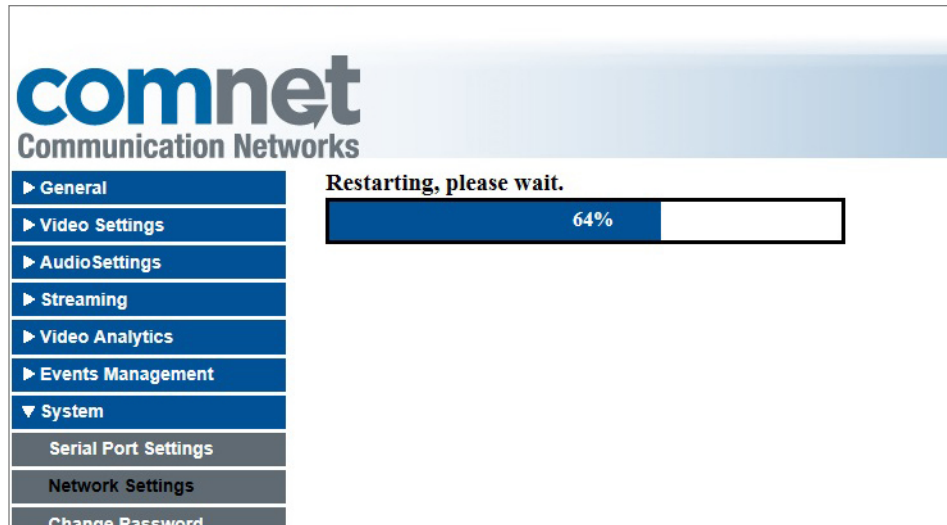 comnet
Communication Networks
General
Video Settings
AudioSettings
Streaming
Video Analytics
Events Management
System
Serial Port Settings
Network Settings
Change Password
Restarting, please wait.
64%